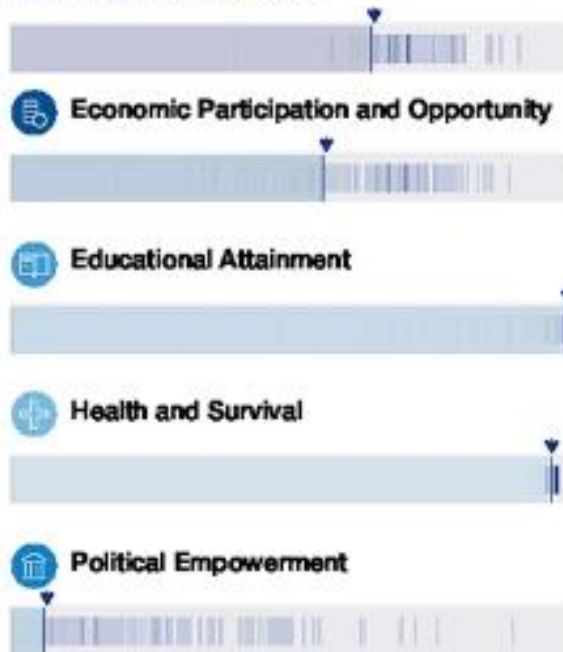 Economic Participation and Opportunity
Educational Attainment
Health and Survival
Political Empowerment